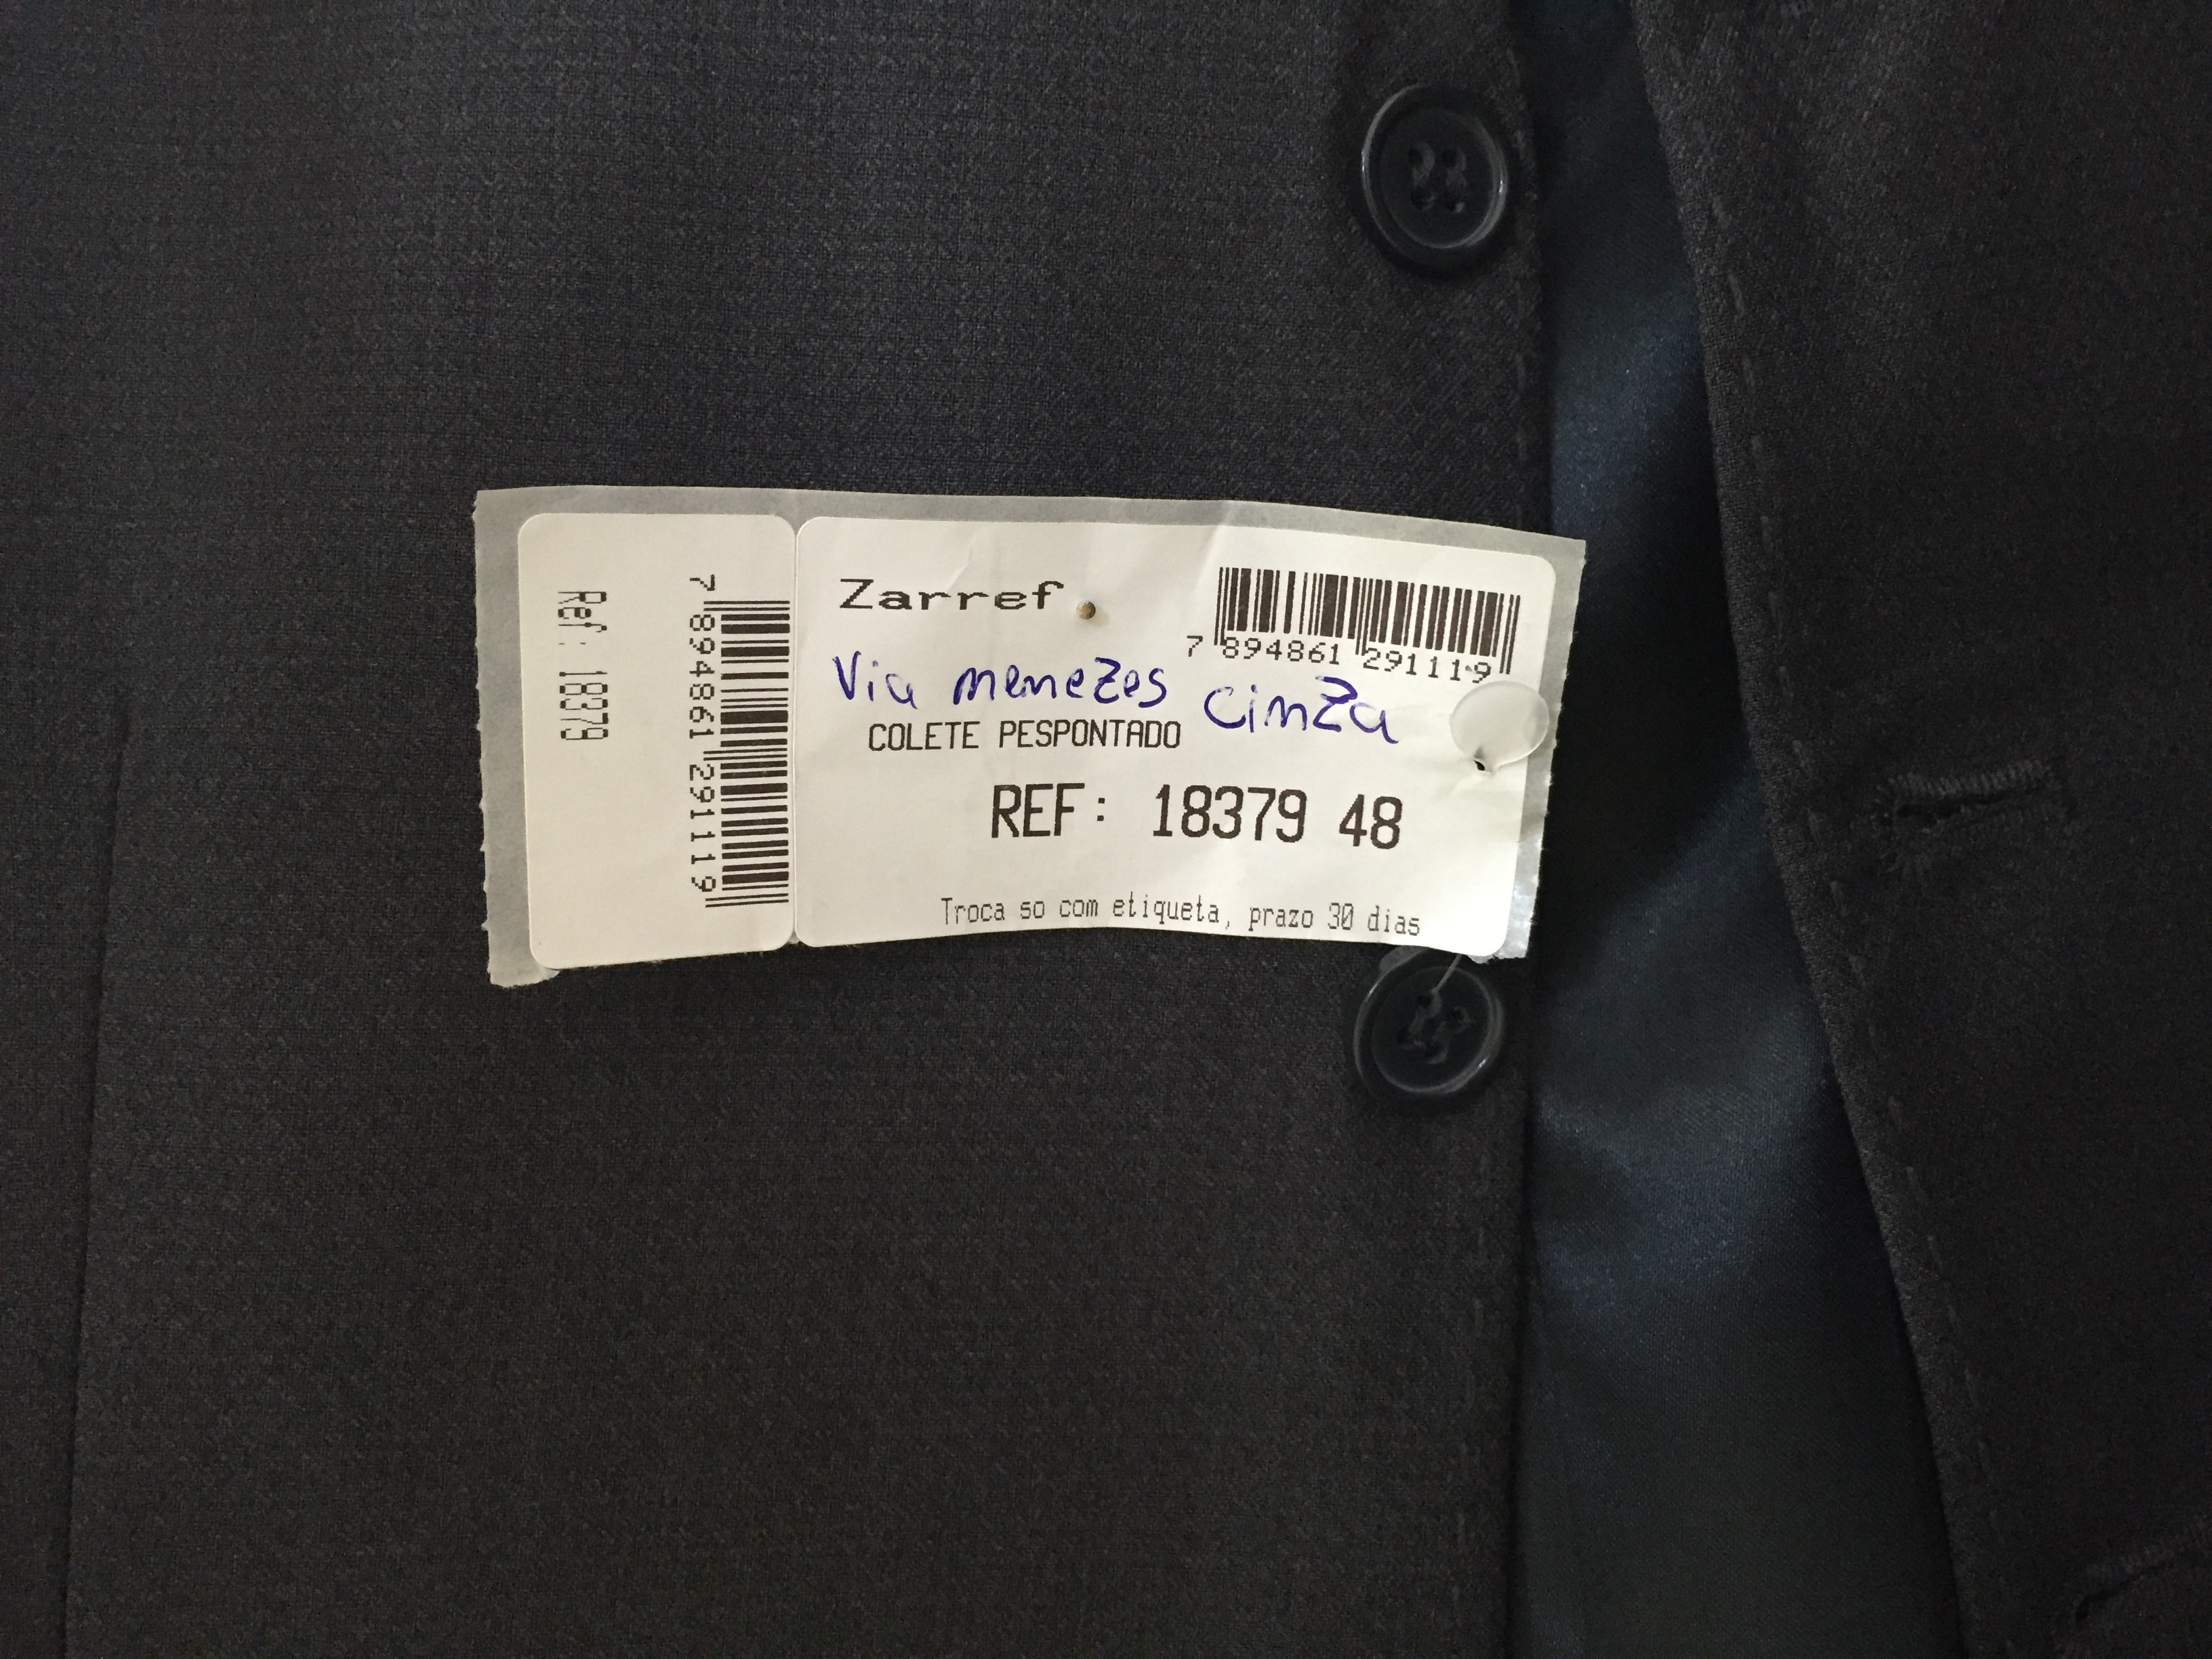 Ref: 18379
7 894861 291119
Zarref
7 894861 291119
Via menezes cinza
COLETE PESPONTADO
REF: 18379 48
Troca so com etiqueta, prazo 30 dias